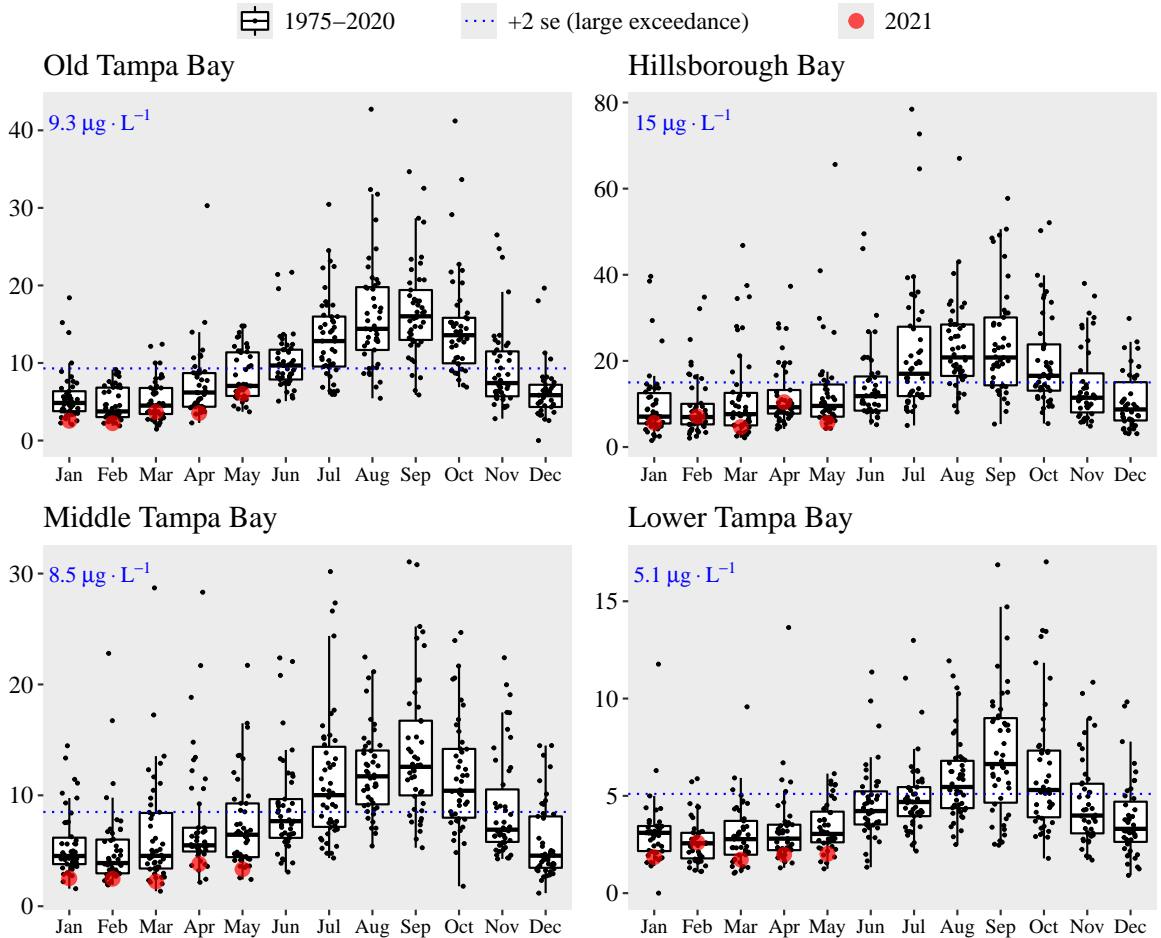 1975−2020 +2 se (large exceedance) 2021
Old Tampa Bay
9.3 μg ⋅ L⁻¹
40
30
20
10
0
Jan Feb Mar Apr May Jun Jul Aug Sep Oct Nov Dec
Hillsborough Bay
15 μg ⋅ L⁻¹
80
60
40
20
0
Jan Feb Mar Apr May Jun Jul Aug Sep Oct Nov Dec
Middle Tampa Bay
8.5 μg ⋅ L⁻¹
30
20
10
0
Jan Feb Mar Apr May Jun Jul Aug Sep Oct Nov Dec
Lower Tampa Bay
5.1 μg ⋅ L⁻¹
15
10
5
0
Jan Feb Mar Apr May Jun Jul Aug Sep Oct Nov Dec